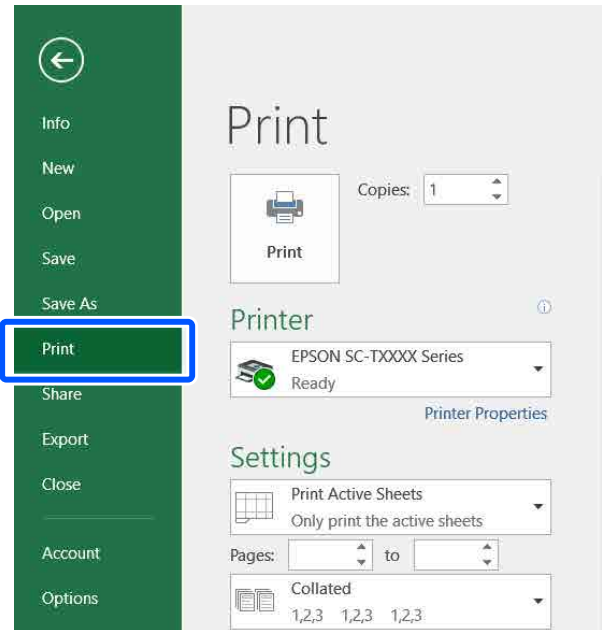 Info
New
Open
Save
Save As
Print
Share
Export
Close
Account
Options
Print
Copies: 1
Print
Printer
EPSON SC-TXXXX Series
Ready
Printer Properties
Settings
Print Active Sheets
Only print the active sheets
Pages: to
Collated
1,2,3 1,2,3 1,2,3